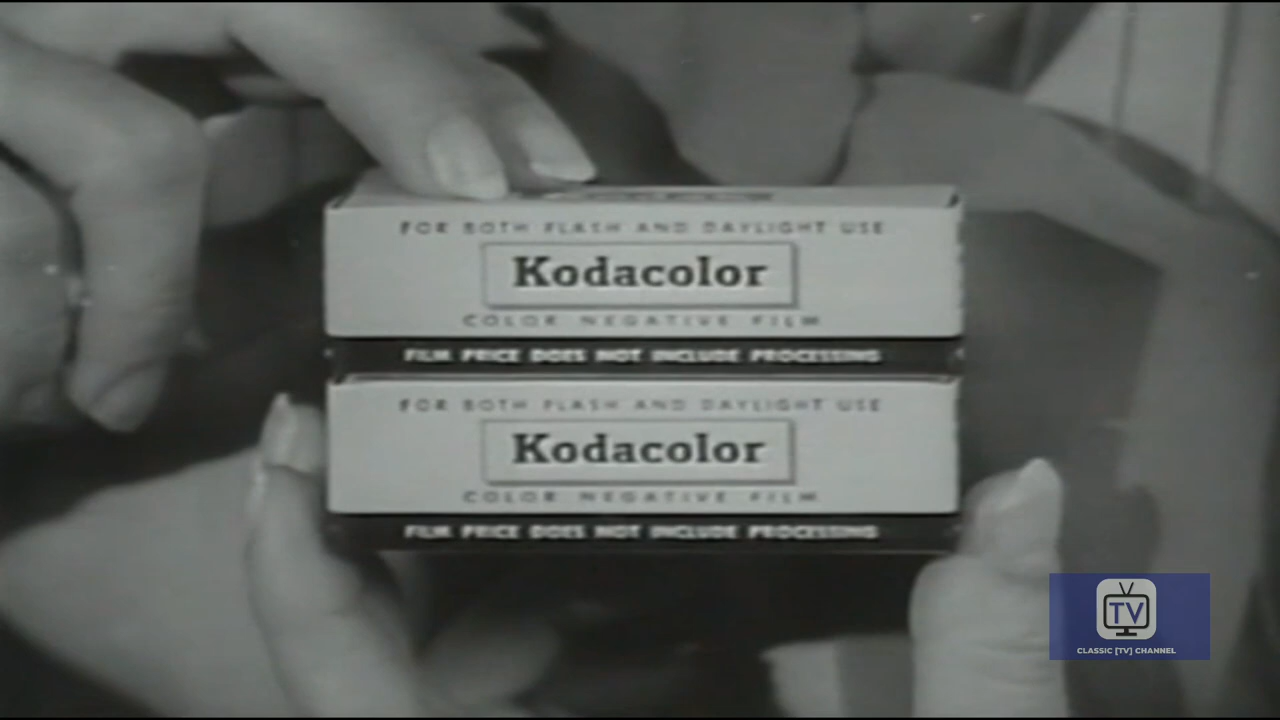 FOR BOTH FLASH AND DAYLIGHT USE
Kodacolor
COLOR NEGATIVE FILM
FILM PRICE DOES NOT INCLUDE PROCESSING
FOR BOTH FLASH AND DAYLIGHT USE
Kodacolor
COLOR NEGATIVE FILM
FILM PRICE DOES NOT INCLUDE PROCESSING
TV
CLASSIC [TV] CHANNEL